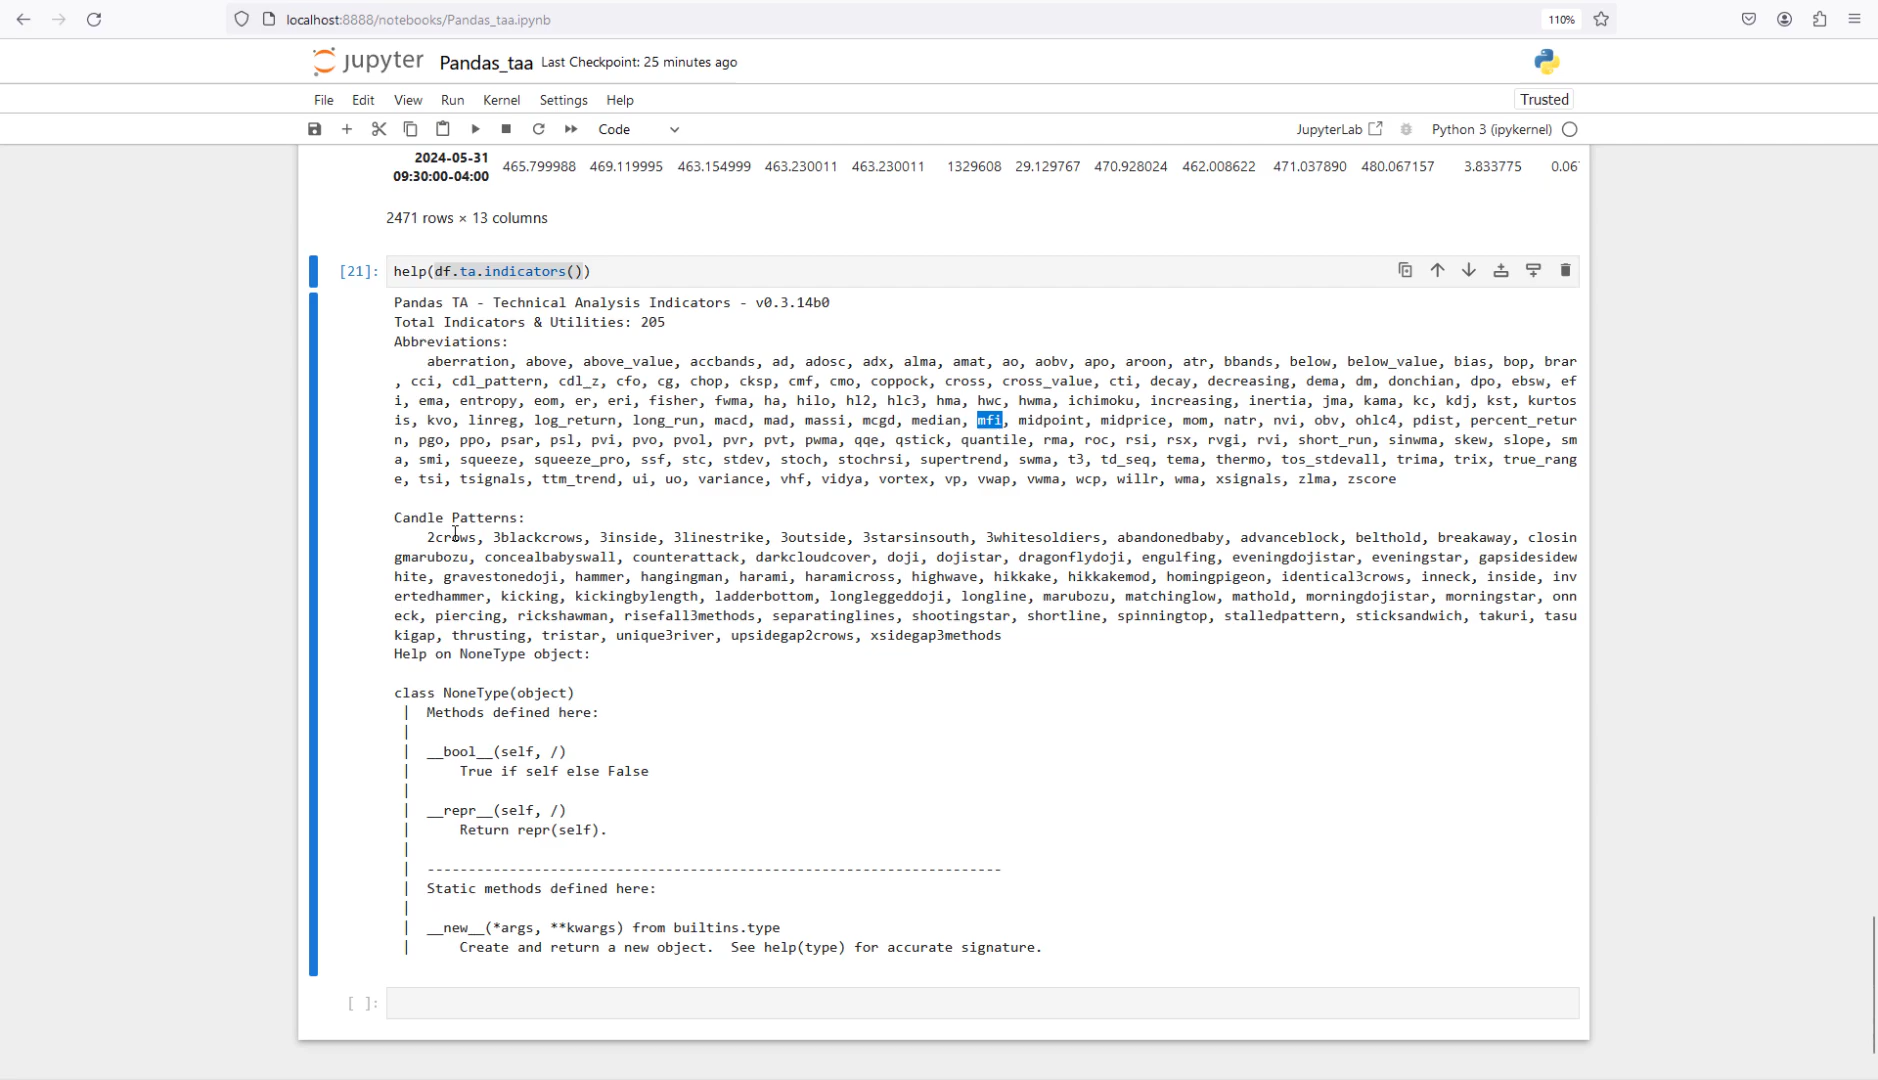 localhost:8888/notebooks/Pandas_taa.ipynb
110%
jupyter Pandas_taa Last Checkpoint: 25 minutes ago
File Edit View Run Kernel Settings Help
Trusted
Code
JupyterLab
Python 3 (ipykernel)
2024-05-31
09:30:00-04:00 465.799988 469.119995 463.154999 463.230011 463.230011 1329608 29.129767 470.928024 462.008622 471.037890 480.067157 3.833775 0.06
2471 rows × 13 columns
[21]: help(df.ta.indicators())
Pandas TA - Technical Analysis Indicators - v0.3.14b0
Total Indicators & Utilities: 205
Abbreviations:
aberration, above, above_value, accbands, ad, adosc, adx, alma, amat, ao, aobv, apo, aroon, atr, bbands, below, below_value, bias, bop, brar
, cci, cdl_pattern, cdl_z, cfo, cg, chop, cksp, cmf, cmo, coppock, cross, cross_value, cti, decay, decreasing, dema, dm, donchian, dpo, ebsw, ef
i, ema, entropy, eom, er, eri, fisher, fwma, ha, hilo, hl2, hlc3, hma, hwc, hwma, ichimoku, increasing, inertia, jma, kama, kc, kdj, kst, kurtos
is, kvo, linreg, log_return, long_run, macd, mad, massi, mcgd, median, mfi, midpoint, midprice, mom, natr, nvi, obv, ohlc4, pdist, percent_retur
n, pgo, ppo, psar, psl, pvi, pvo, pvol, pvr, pvt, pwma, qqe, qstick, quantile, rma, roc, rsi, rsx, rvgi, rvi, short_run, sinwma, skew, slope, sm
a, smi, squeeze, squeeze_pro, ssf, stc, stdev, stoch, stochrsi, supertrend, swma, t3, td_seq, tema, thermo, tos_stdevall, trima, trix, true_rang
e, tsi, tsignals, ttm_trend, ui, uo, variance, vhf, vidya, vortex, vp, vwap, vwma, wcp, willr, wma, xsignals, zlma, zscore
Candle Patterns:
2crows, 3blackcrows, 3inside, 3linestrike, 3outside, 3starsinsouth, 3whitesoldiers, abandonedbaby, advanceblock, belthold, breakaway, closin
gmarubozu, concealbabyswall, counterattack, darkcloudcover, doji, dojistar, dragonflydoji, engulfing, eveningdojistar, eveningstar, gapsidesidew
hite, gravestonedoji, hammer, hangingman, harami, haramicross, highwave, hikkake, hikkakemod, homingpigeon, identical3crows, inneck, inside, inv
ertedhammer, kicking, kickingbylength, ladderbottom, longleggeddoji, longline, marubozu, matchinglow, mathold, morningdojistar, morningstar, onn
eck, piercing, rickshawman, risefall3methods, separatinglines, shootingstar, shortline, spinningtop, stalledpattern, sticksandwich, takuri, tasu
kigap, thrusting, tristar, unique3river, upsidegap2crows, xsidegap3methods
Help on NoneType object:
class NoneType(object)
| Methods defined here:
|
| __bool__(self, /)
| True if self else False
|
| __repr__(self, /)
| Return repr(self).
|
| ----------------------------------------------------------------------
| Static methods defined here:
|
| __new__(*args, **kwargs) from builtins.type
| Create and return a new object. See help(type) for accurate signature.
[ ]: